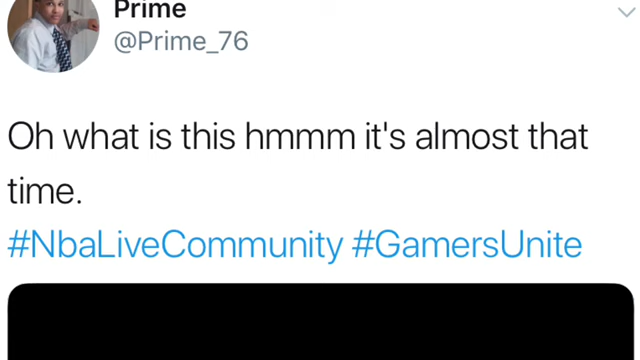 Prime
@Prime_76
Oh what is this hmmm it's almost that
time.
#NbaLiveCommunity #GamersUnite